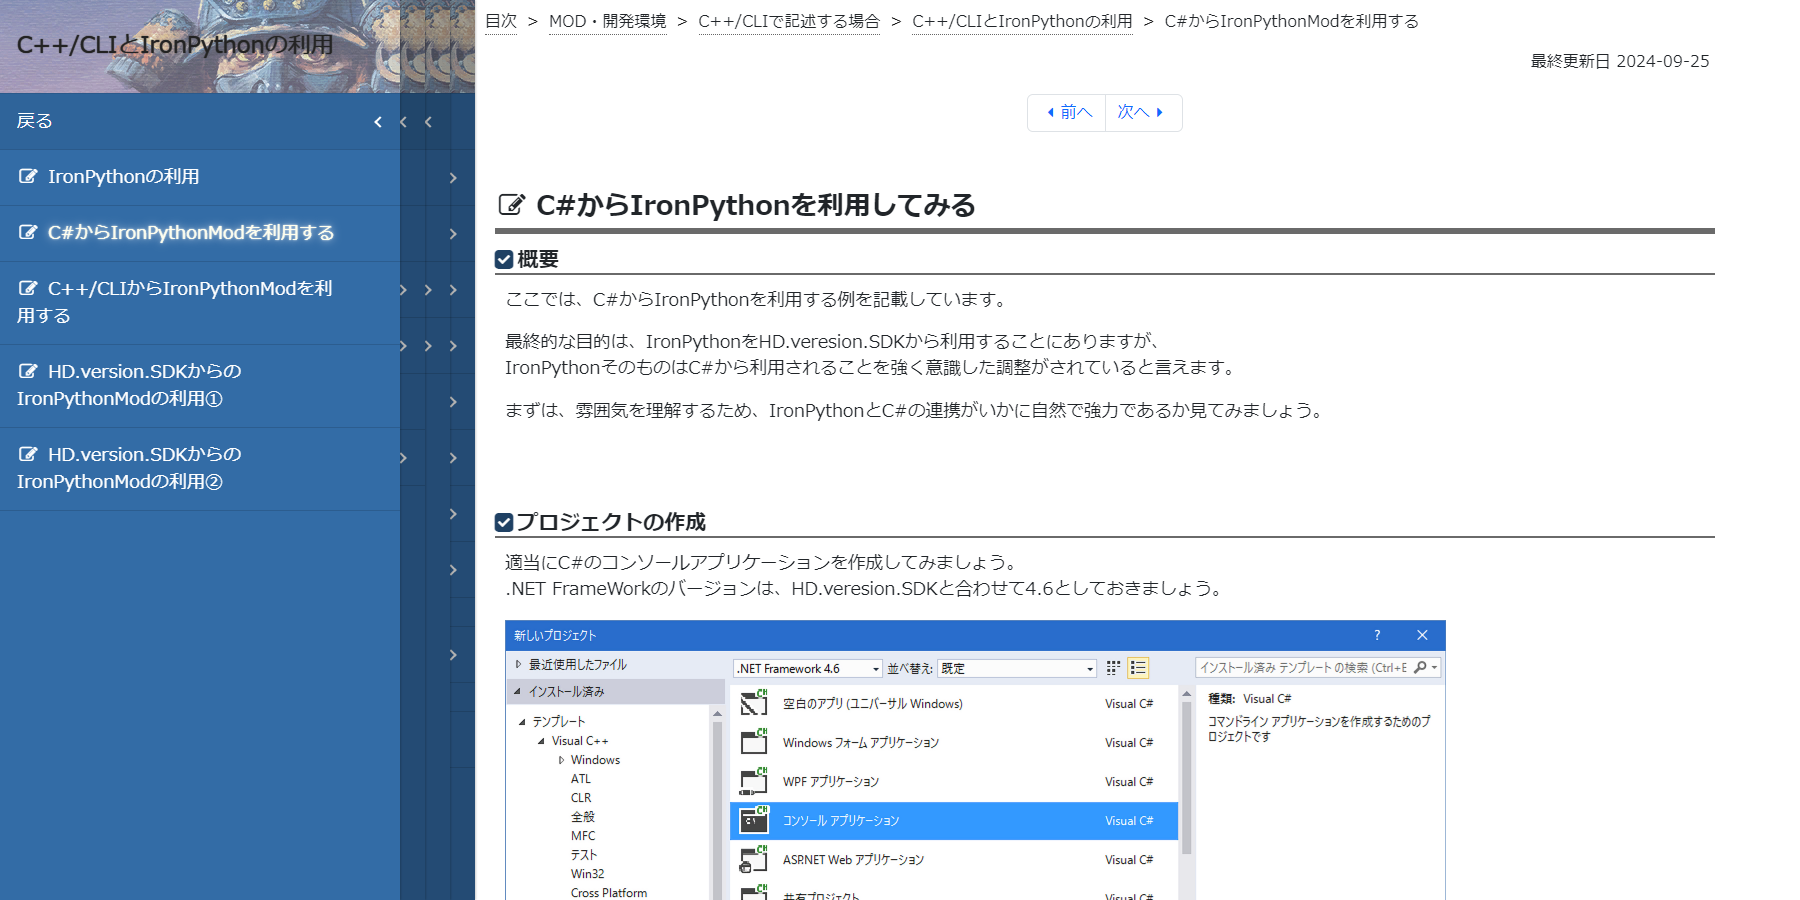 C++/CLIとIronPythonの利用
戻る
IronPythonの利用
C#からIronPythonModを利用する
C++/CLIからIronPythonModを利
用する
HD.version.SDKからの
IronPythonModの利用①
HD.version.SDKからの
IronPythonModの利用②
目次 > MOD・開発環境 > C++/CLIで記述する場合 > C++/CLIとIronPythonの利用 > C#からIronPythonModを利用する
最終更新日 2024-09-25
前へ 次へ
C#からIronPythonを利用してみる
概要
ここでは、C#からIronPythonを利用する例を記載しています。
最終的な目的は、IronPythonをHD.veresion.SDKから利用することにありますが、
IronPythonそのものはC#から利用されることを強く意識した調整がされていると言えます。
まずは、雰囲気を理解するため、IronPythonとC#の連携がいかに自然で強力であるか見てみましょう。
プロジェクトの作成
適当にC#のコンソールアプリケーションを作成してみましょう。
.NET FrameWorkのバージョンは、HD.veresion.SDKと合わせて4.6としておきましょう。
新しいプロジェクト ?
最近使用したファイル
インストール済み
テンプレート
Visual C++
Windows
ATL
CLR
全般
MFC
テスト
Win32
Cross Platform
.NET Framework 4.6 並べ替え: 既定
空白のアプリ (ユニバーサル Windows) Visual C#
Windows フォーム アプリケーション Visual C#
WPF アプリケーション Visual C#
コンソール アプリケーション Visual C#
ASP.NET Web アプリケーション Visual C#
共有プロジェクト Visual C#
インストール済み テンプレート の検索 (Ctrl+E
種類: Visual C#
コマンドライン アプリケーションを作成するためのプ
ロジェクトです